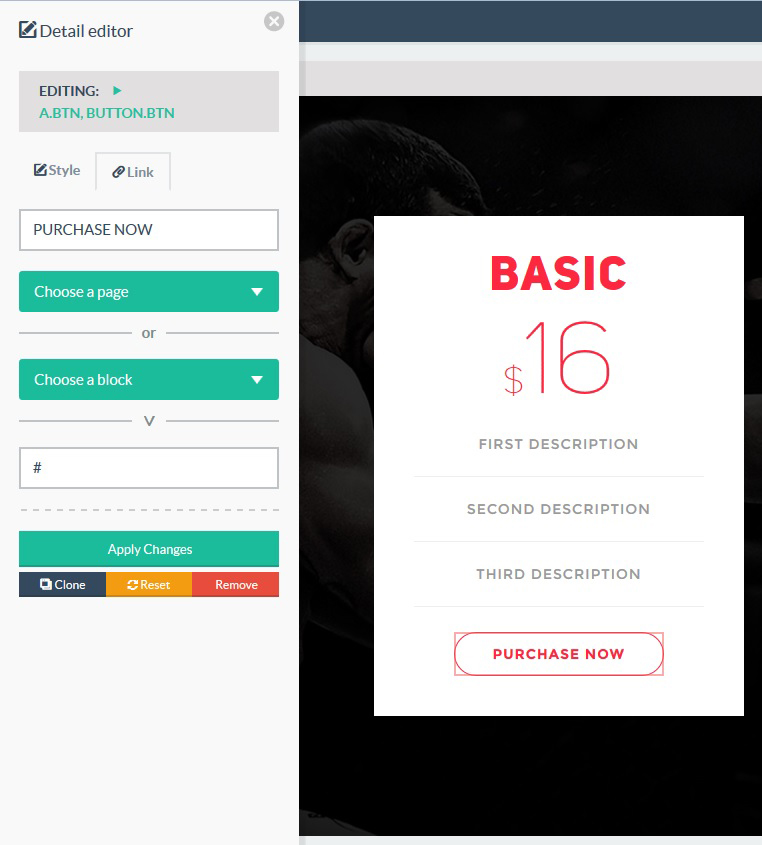 Detail editor
EDITING:
A.BTN, BUTTON.BTN
Style
Link
PURCHASE NOW
Choose a page
or
Choose a block
V
#
Apply Changes
Clone
Reset
Remove
BASIC
$16
FIRST DESCRIPTION
SECOND DESCRIPTION
THIRD DESCRIPTION
PURCHASE NOW